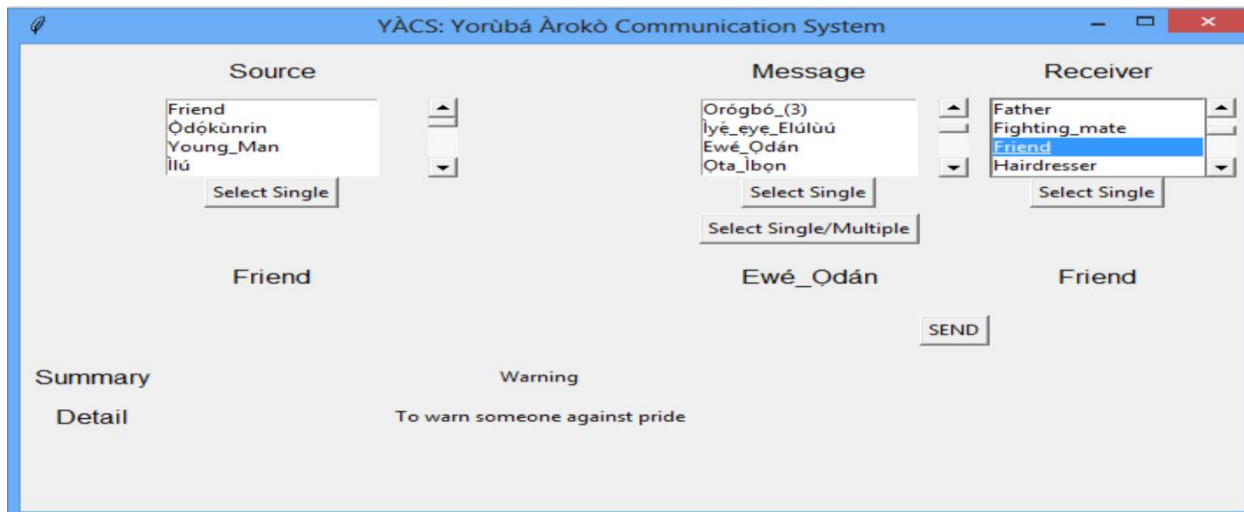 YÀCS: Yorùbá Àrokò Communication System
Source Message Receiver
Friend Orógbó_(3) Father
Ọ̀dọ́kùnrin Ìyẹ́_ẹyẹ_Elúlùú Fighting_mate
Young_Man Ewé_Ọdán Friend
Ìlú Ọta_Ìbọn Hairdresser
Select Single Select Single Select Single
Select Single/Multiple
Friend Ewé_Ọdán Friend
SEND
Summary Warning
Detail To warn someone against pride